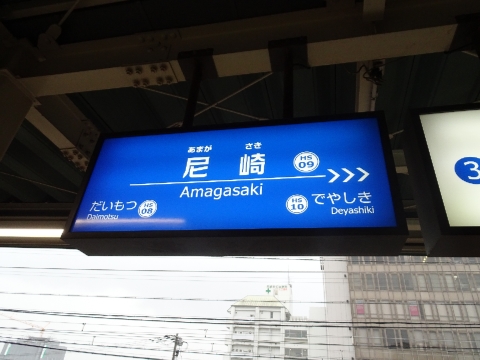 あまが さき
尼崎 HS 09
Amagasaki
だいもつ HS 08
Daimotsu
HS 10 でやしき
Deyashiki
3